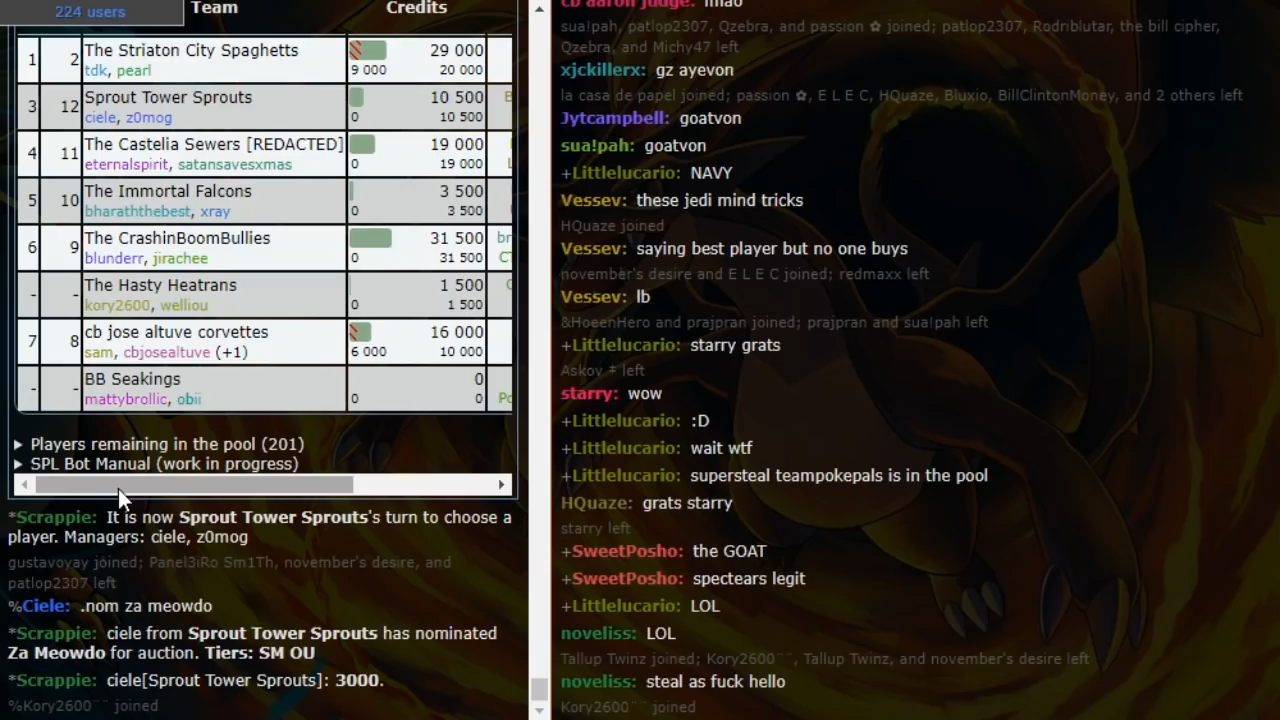 224 users
Team Credits
1 2 The Striaton City Spaghetts 29 000
tdk, pearl 9 000 20 000
3 12 Sprout Tower Sprouts 10 500
ciele, z0mog 0 10 500
4 11 The Castelia Sewers [REDACTED] 19 000
eternalspirit, satansavesxmas 0 19 000
5 10 The Immortal Falcons 3 500
bharaththebest, xray 0 3 500
6 9 The CrashinBoomBullies 31 500 br
blunderr, jirachee 0 31 500 CT
- - The Hasty Heatrans 1 500
kory2600, welliou 0 1 500
7 8 cb jose altuve corvettes 16 000
sam, cbjosealtuve (+1) 6 000 10 000
- - BB Seakings 0
mattybrollic, obii 0 0 Po
Players remaining in the pool (201)
SPL Bot Manual (work in progress)
*Scrappie: It is now Sprout Tower Sprouts's turn to choose a
player. Managers: ciele, z0mog
gustavoyay joined; Panel3iRo Sm1Th, november's desire, and
patlop2307 left
%Ciele: .nom za meowdo
*Scrappie: ciele from Sprout Tower Sprouts has nominated
Za Meowdo for auction. Tiers: SM OU
*Scrappie: ciele[Sprout Tower Sprouts]: 3000.
%Kory2600¨¨ joined
cb aaron judge: lmao
sua!pah, patlop2307, Qzebra, and passion ✿ joined; patlop2307, Rodriblutar, the bill cipher,
Qzebra, and Michy47 left
xjckillerx: gz ayevon
la casa de papel joined; passion ✿, E L E C, HQuaze, Bluxio, BillClintonMoney, and 2 others left
Jytcampbell: goatvon
sua!pah: goatvon
+Littlelucario: NAVY
Vessev: these jedi mind tricks
HQuaze joined
Vessev: saying best player but no one buys
november's desire and E L E C joined; redmaxx left
Vessev: lb
&HoeenHero and prajpran joined; prajpran and sua!pah left
+Littlelucario: starry grats
Askov ⚕ left
starry: wow
+Littlelucario: :D
+Littlelucario: wait wtf
+Littlelucario: supersteal teampokepals is in the pool
HQuaze: grats starry
starry left
+SweetPosho: the GOAT
+SweetPosho: spectears legit
+Littlelucario: LOL
noveliss: LOL
Tallup Twinz joined; Kory2600¨¨, Tallup Twinz, and november's desire left
noveliss: steal as fuck hello
Kory2600¨¨ joined